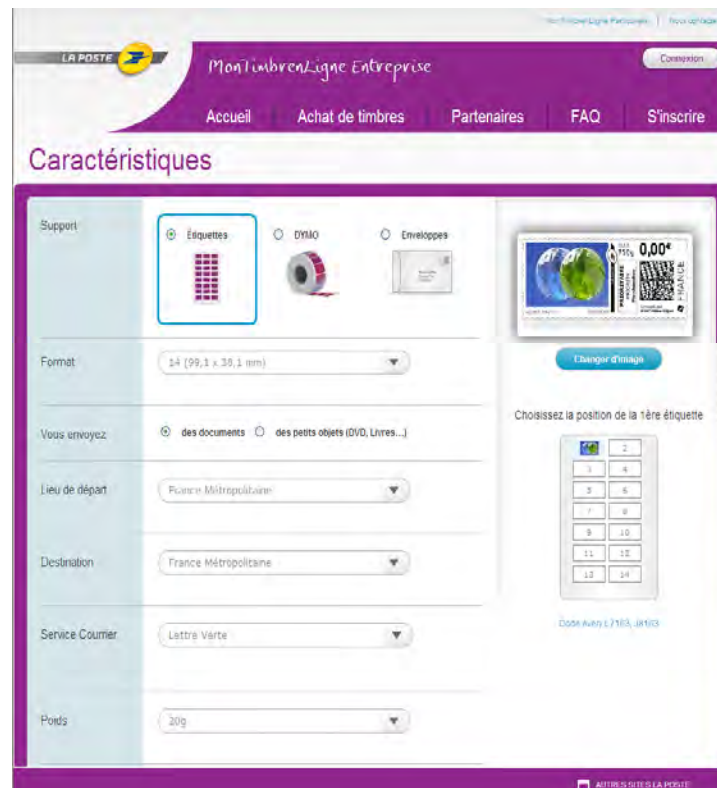 LA POSTE
MonTimbrenLigne Entreprise
Connexion
Accueil
Achat de timbres
Partenaires
FAQ
S'inscrire
Caractéristiques
Support
Étiquettes
DYMO
Enveloppes
0,00€
FRANCE
Format
14 (99,1 x 38,1 mm)
Changer d'image
Choisissez la position de la 1ère étiquette
Vous envoyez
des documents
des petits objets (DVD, Livres...)
2
3 4
5 6
7 8
9 10
11 12
13 14
Lieu de départ
France Métropolitaine
Destination
France Métropolitaine
Service Courrier
Lettre Verte
Code Avery L7163, J8163
Poids
20g
AUTRES SITES LA POSTE